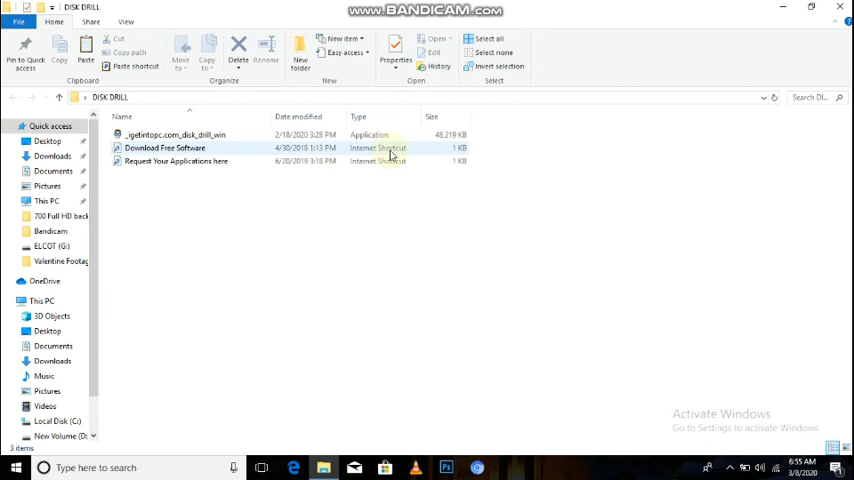 DISK DRILL
www.BANDICAM.com
File
Home
Share
View
Pin to Quick access
Copy
Paste
Cut
Copy path
Paste shortcut
Clipboard
Move to
Copy to
Delete
Rename
Organize
New folder
New item
Easy access
New
Properties
Open
Edit
History
Open
Select all
Select none
Invert selection
Select
DISK DRILL
Search DI...
Name
Date modified
Type
Size
_igetintopc.com_disk_drill_win
2/18/2020 3:28 PM
Application
48,219 KB
Download Free Software
4/30/2018 1:13 PM
Internet Shortcut
1 KB
Request Your Applications here
6/20/2019 3:18 PM
Internet Shortcut
1 KB
Quick access
Desktop
Downloads
Documents
Pictures
This PC
700 Full HD back
Bandicam
ELCOT (G:)
Valentine Footag
OneDrive
This PC
3D Objects
Desktop
Documents
Downloads
Music
Pictures
Videos
Local Disk (C:)
New Volume (D:
Activate Windows
Go to Settings to activate Windows.
3 items
Type here to search
6:55 AM
3/8/2020